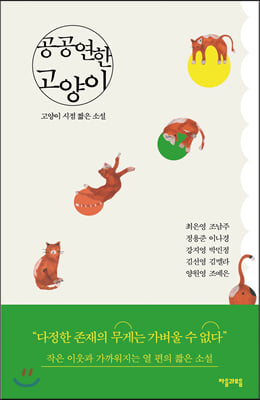 공공연한
고양이
고양이 시점 짧은 소설
최은영 조남주
정용준 이나경
강지영 박민정
김선영 김멜라
양원영 조예은
“다정한 존재의 무게는 가벼울 수 없다”
작은 이웃과 가까워지는 열 편의 짧은 소설
자음과모음
yes24